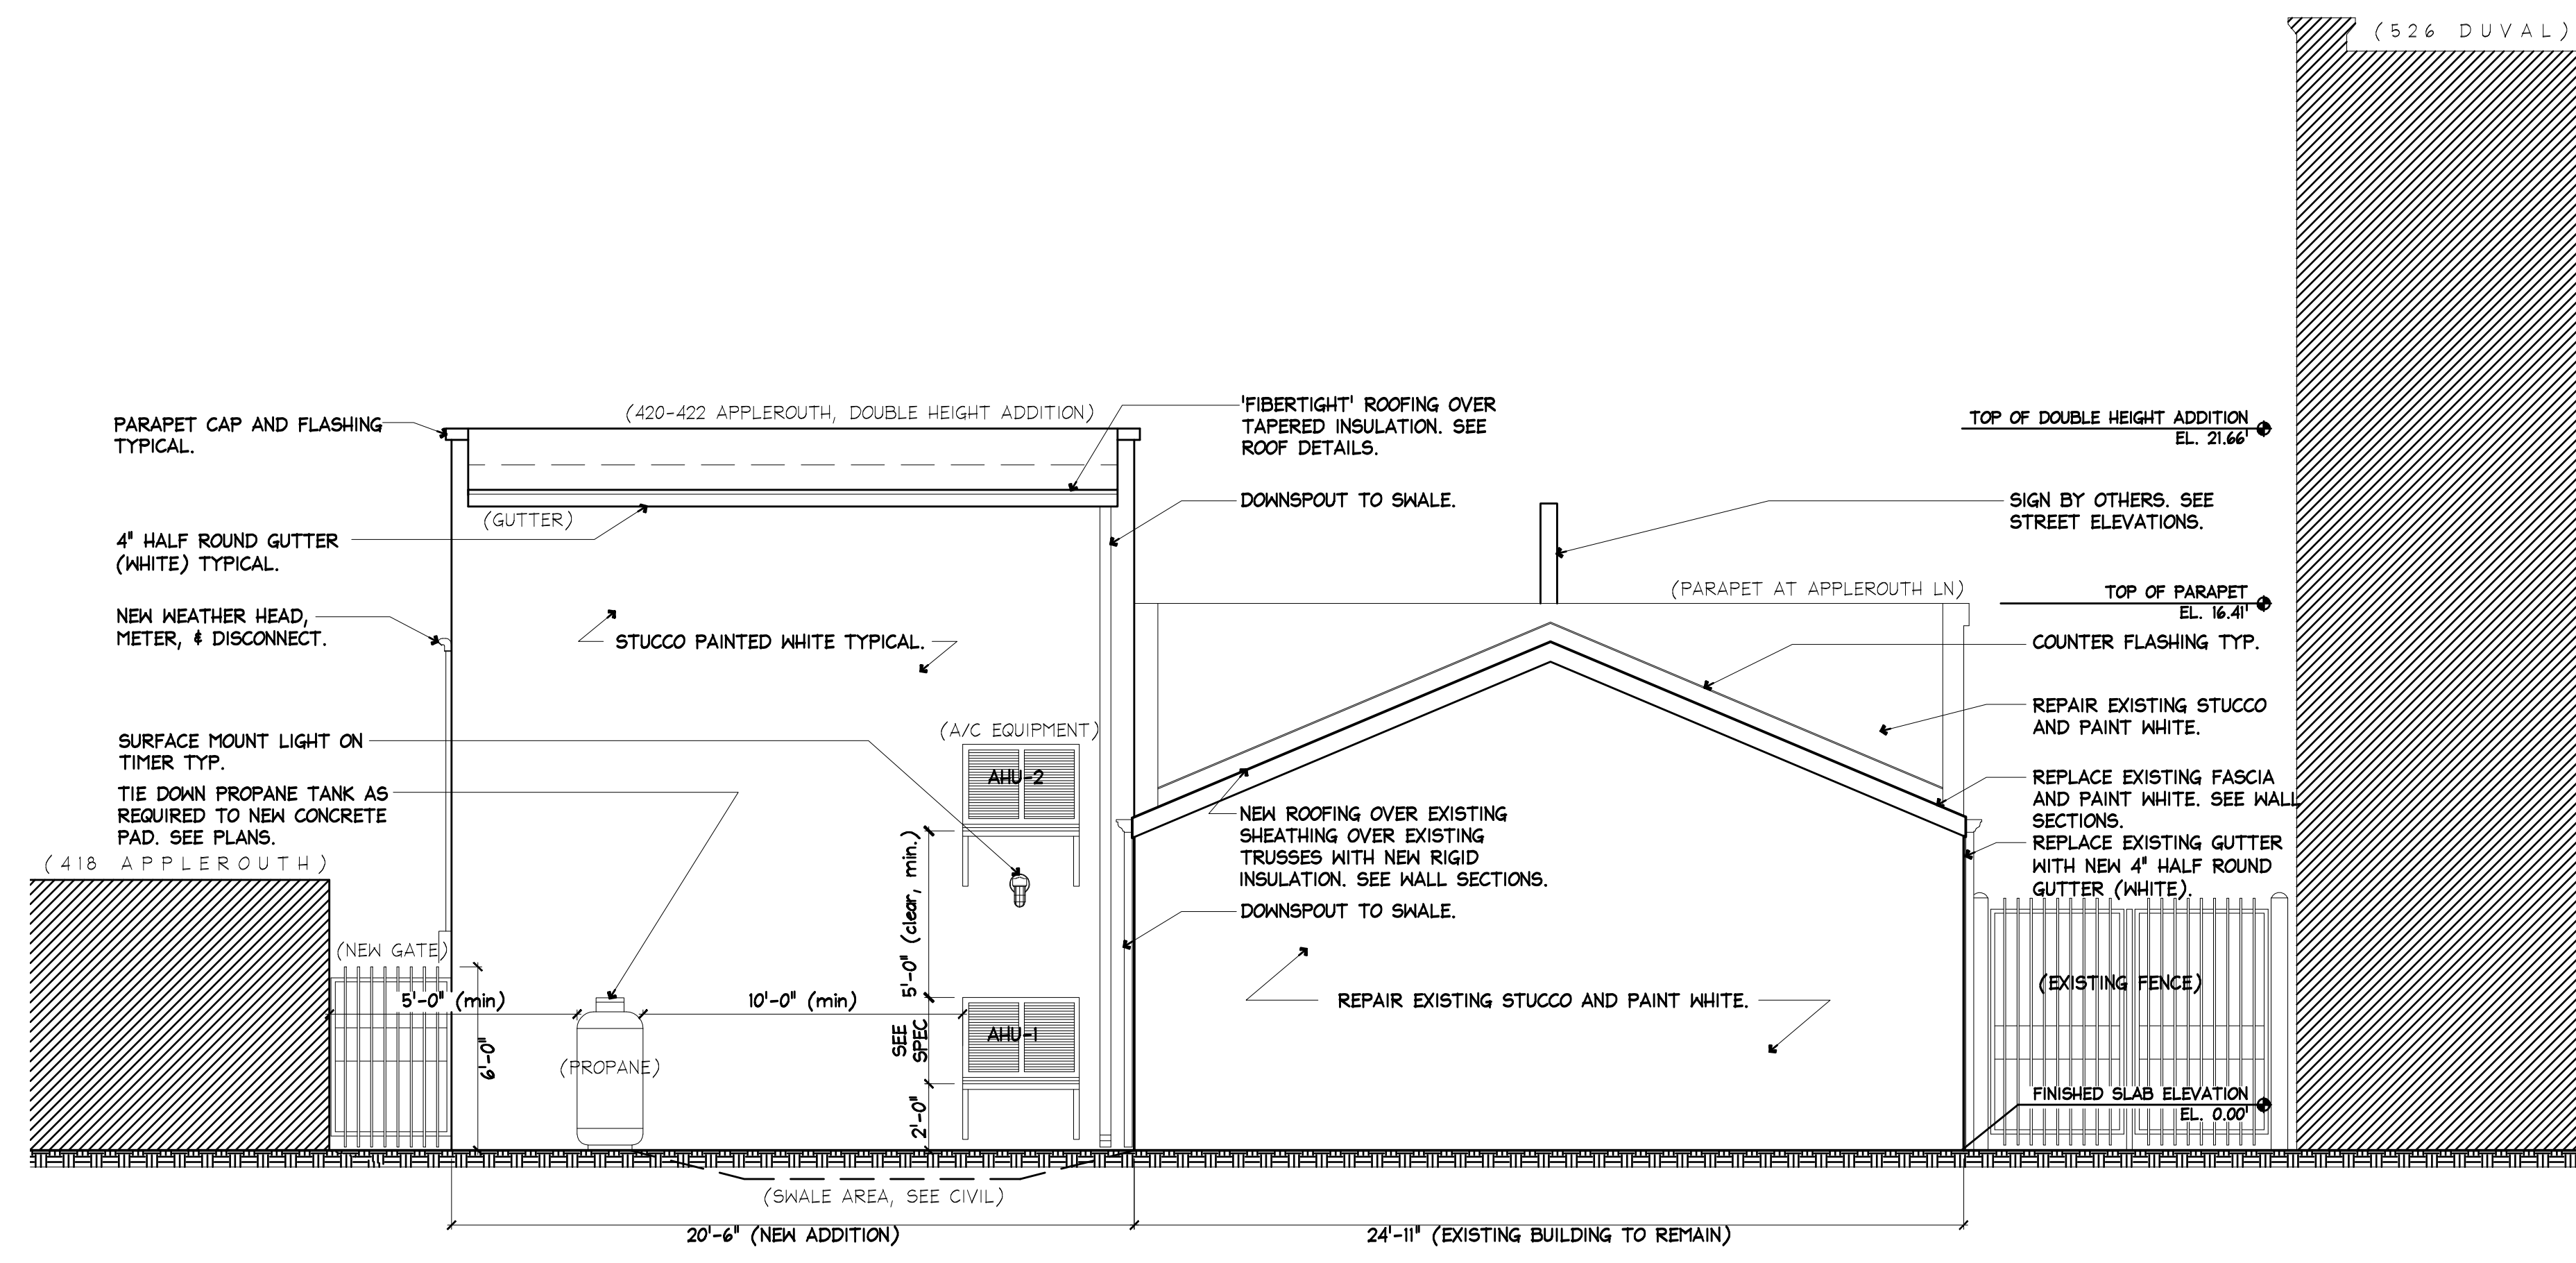 (526 DUVAL)
(420-422 APPLEROUTH, DOUBLE HEIGHT ADDITION)
PARAPET CAP AND FLASHING
TYPICAL.
'FIBERTIGHT' ROOFING OVER
TAPERED INSULATION. SEE
ROOF DETAILS.
TOP OF DOUBLE HEIGHT ADDITION
EL. 21.66'
(GUTTER)
4" HALF ROUND GUTTER
(WHITE) TYPICAL.
DOWNSPOUT TO SWALE.
SIGN BY OTHERS. SEE
STREET ELEVATIONS.
NEW WEATHER HEAD,
METER, & DISCONNECT.
STUCCO PAINTED WHITE TYPICAL.
(PARAPET AT APPLEROUTH LN)
TOP OF PARAPET
EL. 16.41'
COUNTER FLASHING TYP.
REPAIR EXISTING STUCCO
AND PAINT WHITE.
SURFACE MOUNT LIGHT ON
TIMER TYP.
(A/C EQUIPMENT)
AHU-2
TIE DOWN PROPANE TANK AS
REQUIRED TO NEW CONCRETE
PAD. SEE PLANS.
(418 APPLEROUTH)
NEW ROOFING OVER EXISTING
SHEATHING OVER EXISTING
TRUSSES WITH NEW RIGID
INSULATION. SEE WALL SECTIONS.
DOWNSPOUT TO SWALE.
REPLACE EXISTING FASCIA
AND PAINT WHITE. SEE WALL
SECTIONS.
REPLACE EXISTING GUTTER
WITH NEW 4" HALF ROUND
GUTTER (WHITE).
(NEW GATE)
5'-0" (min)
10'-0" (min)
5'-0" (clear, min.)
SEE
SPEC
2'-0"
6'-0"
(PROPANE)
AHU-1
REPAIR EXISTING STUCCO AND PAINT WHITE.
(EXISTING FENCE)
FINISHED SLAB ELEVATION
EL. 0.00'
(SWALE AREA, SEE CIVIL)
20'-6" (NEW ADDITION)
24'-11" (EXISTING BUILDING TO REMAIN)